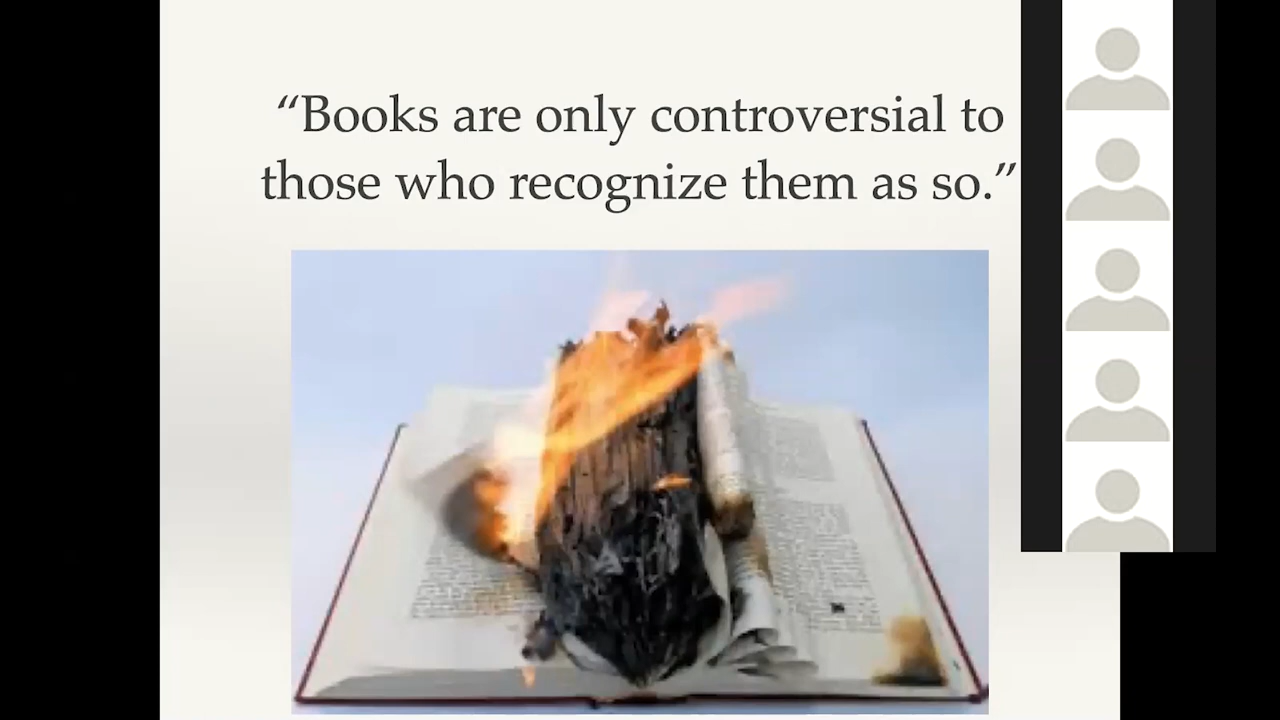 “Books are only controversial to
those who recognize them as so.”